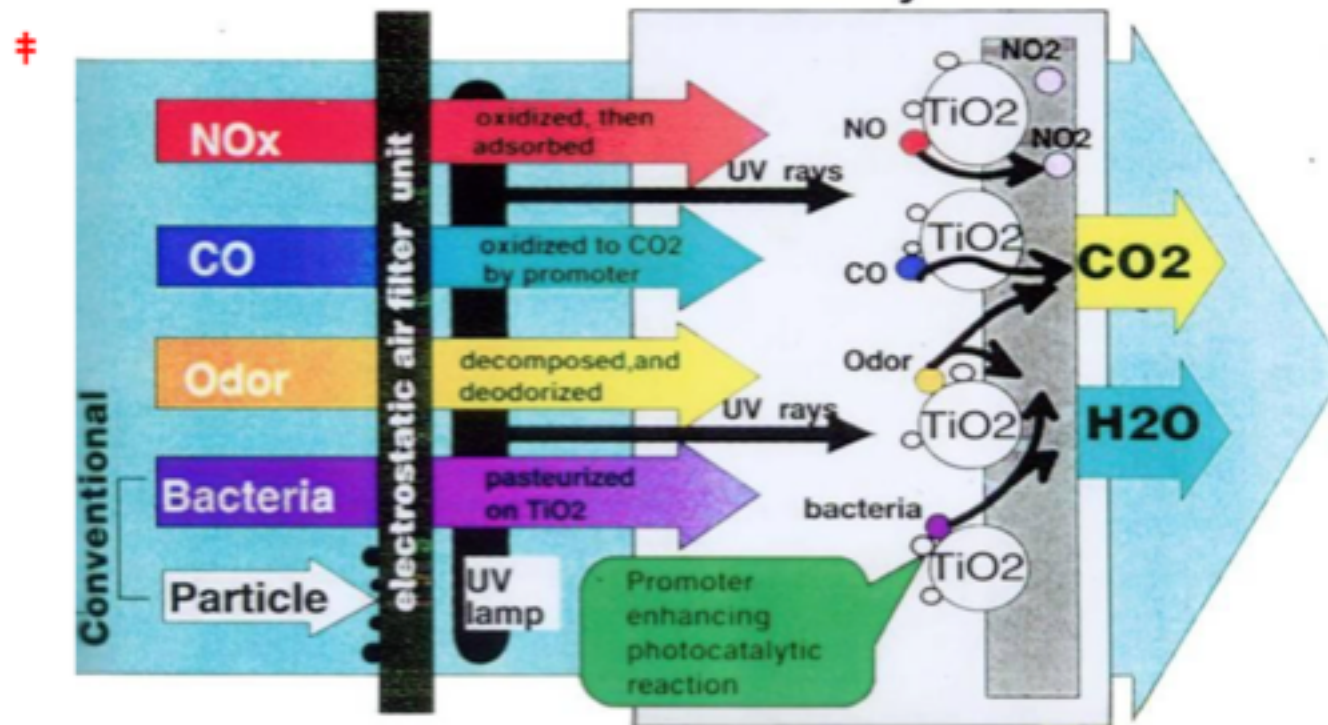 ‡
NOx
oxidized, then
adsorbed
UV rays
CO
oxidized to CO2
by promoter
Odor
decomposed,and
deodorized
UV rays
Bacteria
pasteurized
on TiO2
Particle
Conventional
electrostatic air filter unit
UV
lamp
NO2
TiO2
NO
NO2
TiO2
CO
Odor
TiO2
bacteria
TiO2
Promoter
enhancing
photocatalytic
reaction
CO2
H2O